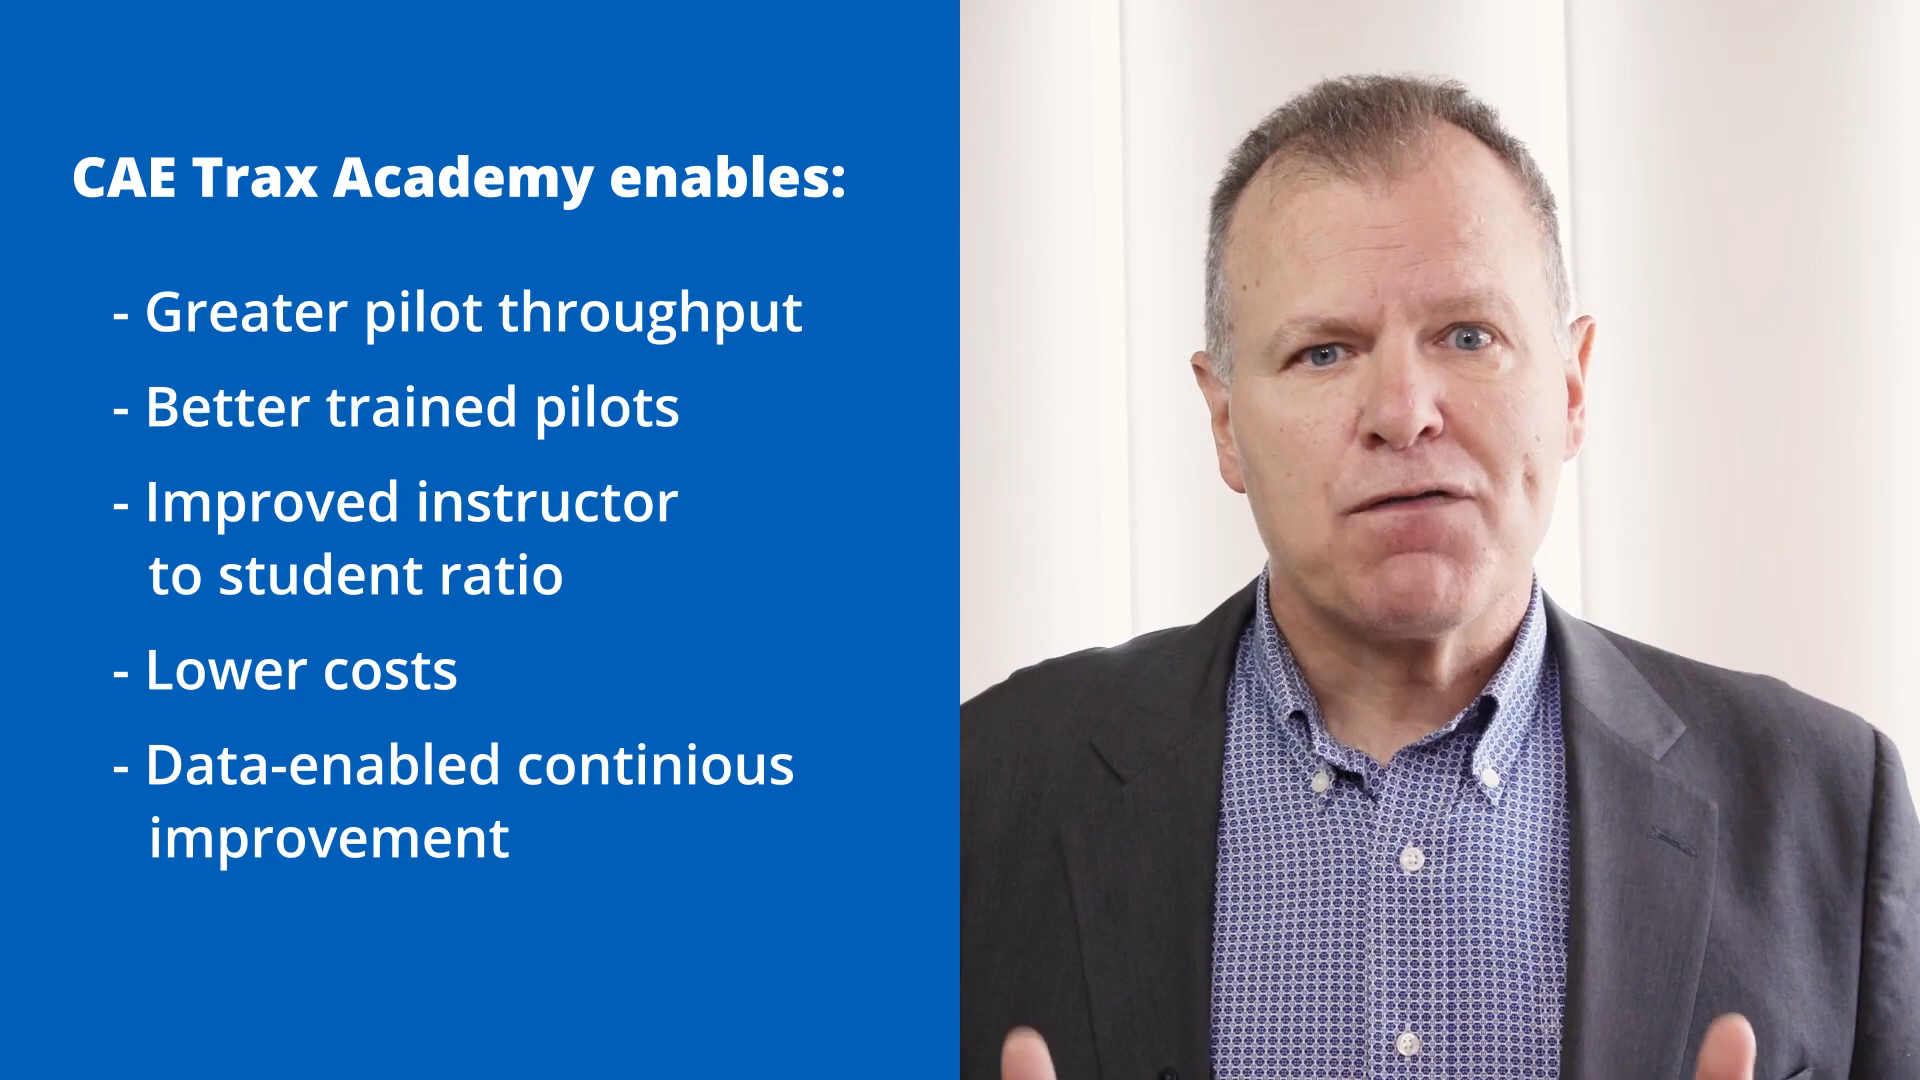 CAE Trax Academy enables:
- Greater pilot throughput
- Better trained pilots
- Improved instructor
to student ratio
- Lower costs
- Data-enabled continious
improvement